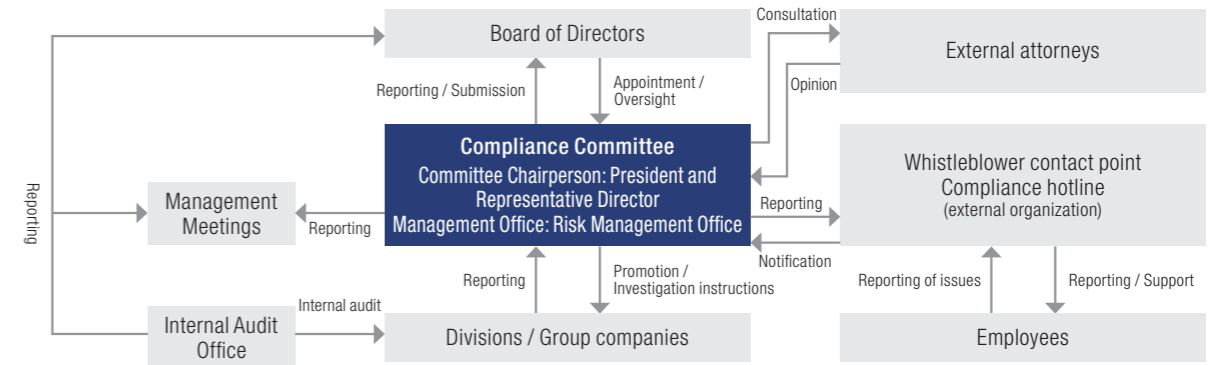 Board of Directors
Consultation
External attorneys
Opinion
Reporting / Submission
Appointment /
Oversight
Compliance Committee
Committee Chairperson: President and
Representative Director
Management Office: Risk Management Office
Whistleblower contact point
Compliance hotline
(external organization)
Reporting
Management
Meetings
Reporting
Reporting
Notification
Reporting
Promotion /
Investigation instructions
Reporting of issues
Reporting / Support
Internal Audit
Office
Internal audit
Divisions / Group companies
Employees